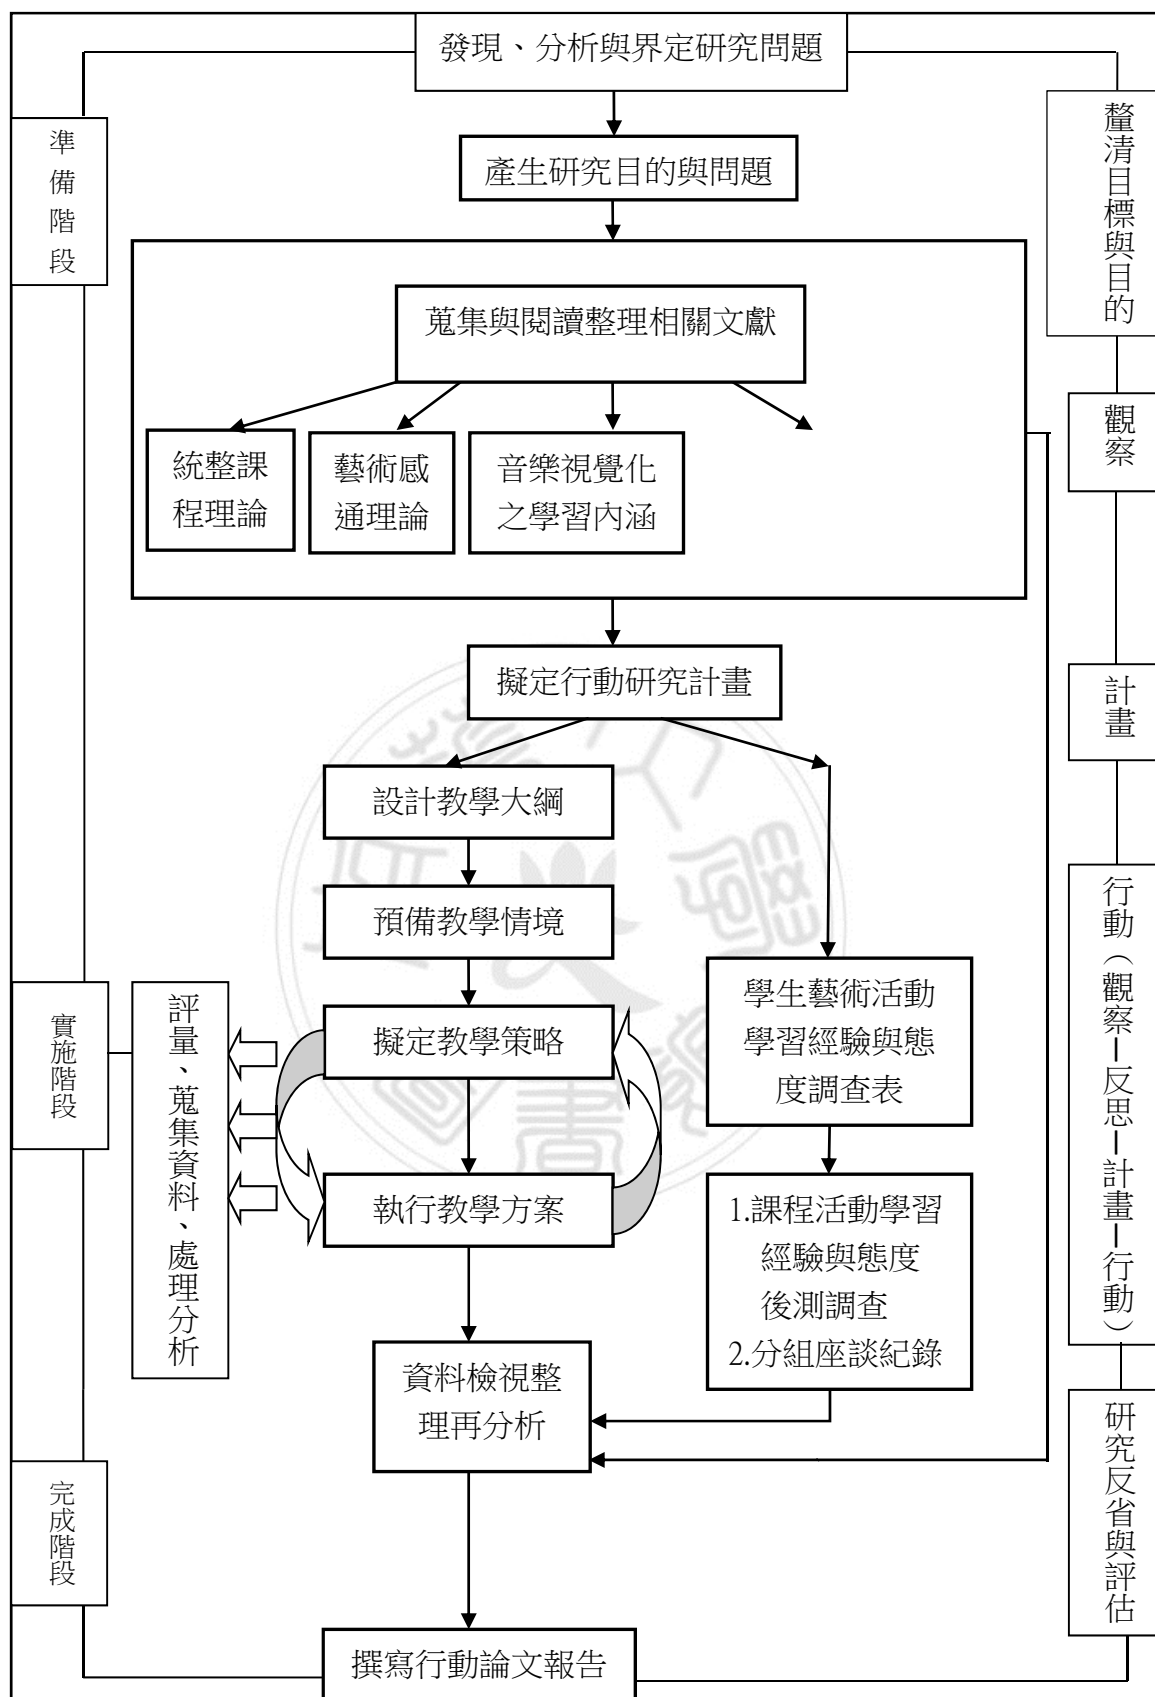 發現、分析與界定研究問題
產生研究目的與問題
準備階段
釐清目標與目的
蒐集與閱讀整理相關文獻
統整課
程理論
藝術感
通理論
音樂視覺化
之學習內涵
觀察
擬定行動研究計畫
計畫
設計教學大綱
預備教學情境
擬定教學策略
執行教學方案
學生藝術活動
學習經驗與態
度調查表
1.課程活動學習
經驗與態度
後測調查
2.分組座談紀錄
實施階段
評量、蒐集資料、處理分析
行動（觀察—反思—計畫—行動）
資料檢視整
理再分析
完成階段
研究反省與評估
撰寫行動論文報告